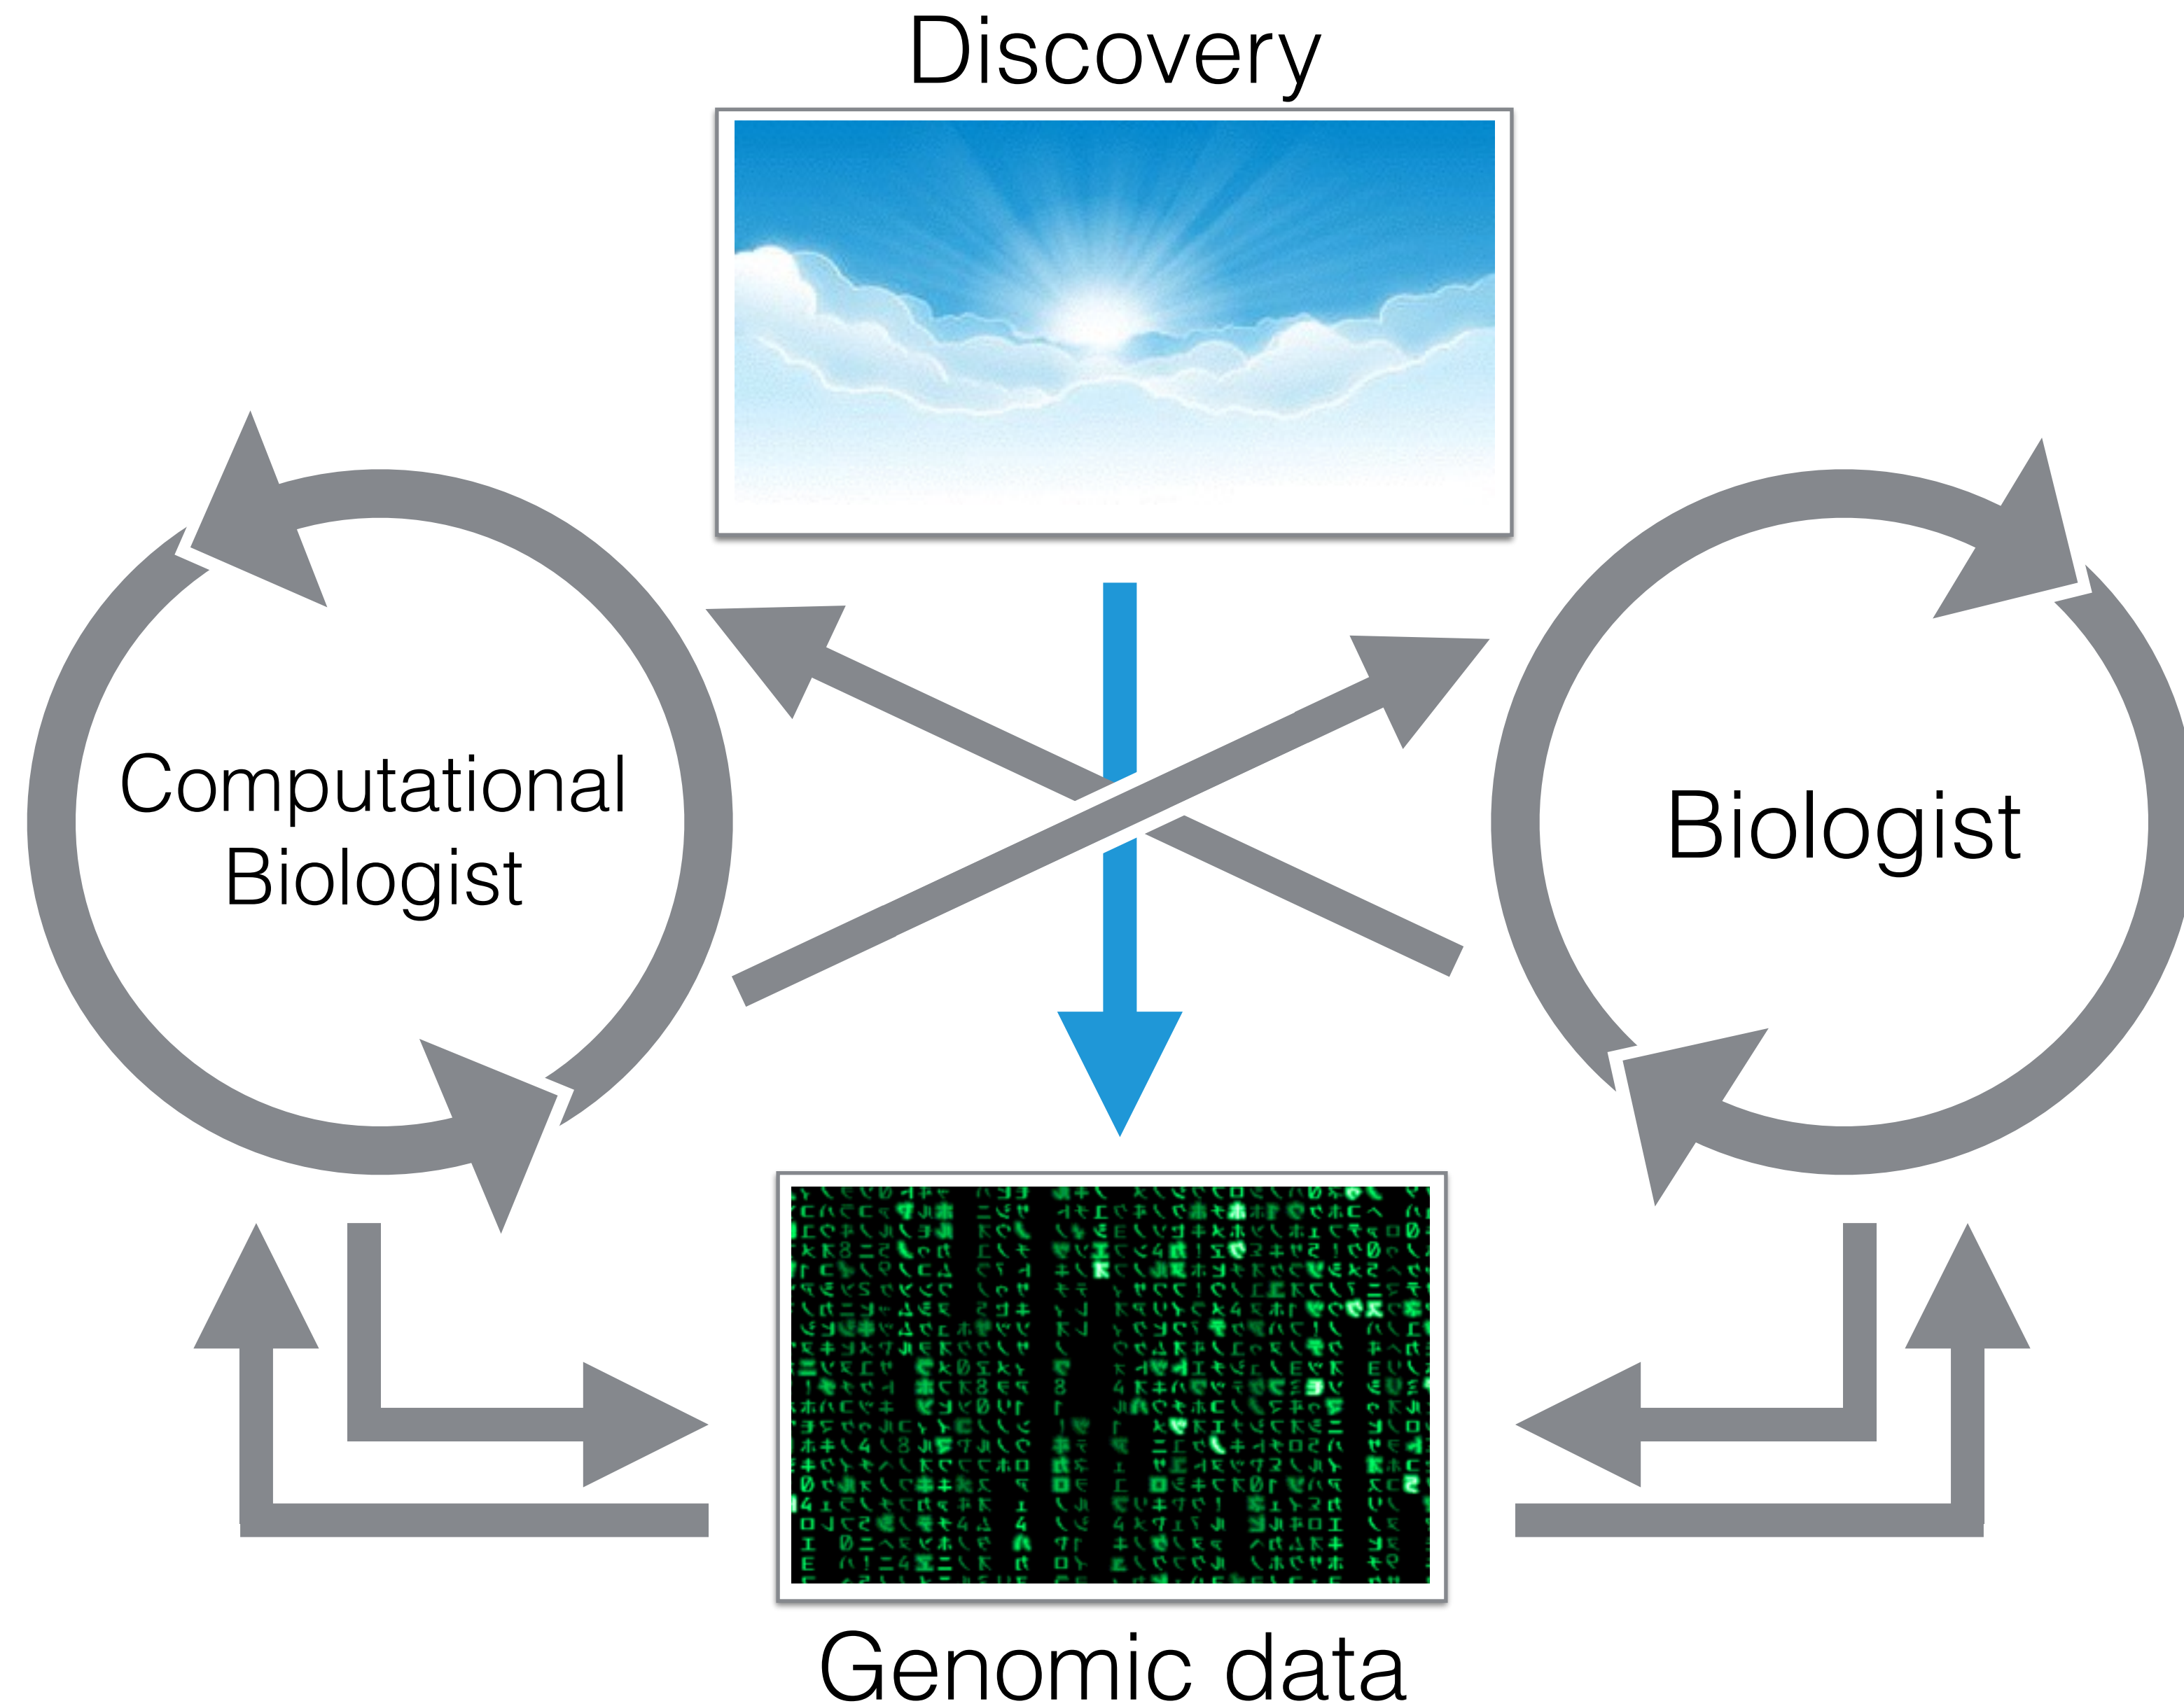 Discovery
Computational
Biologist
Biologist
Genomic data